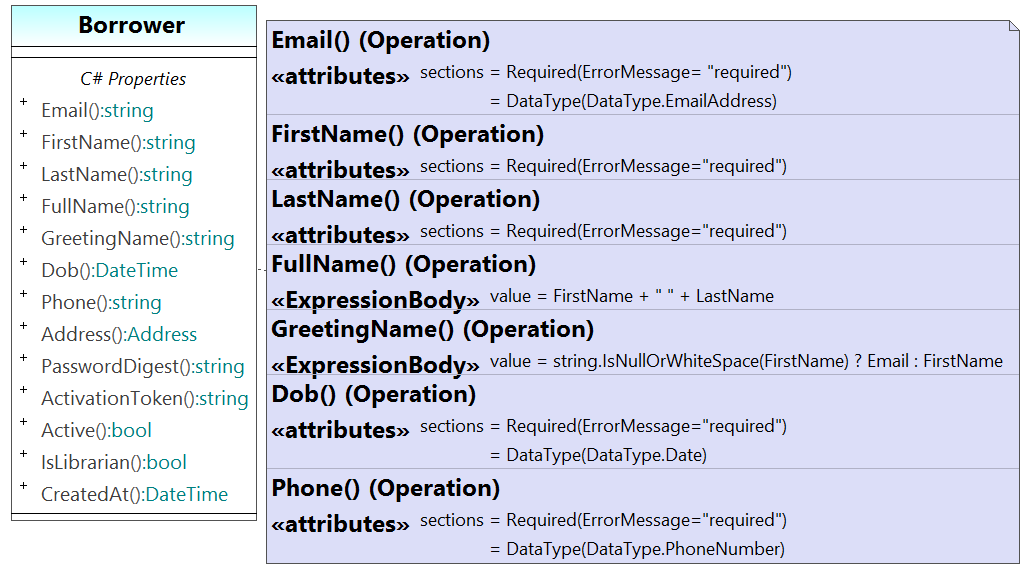 Borrower
C# Properties
+ Email():string
+ FirstName():string
+ LastName():string
+ FullName():string
+ GreetingName():string
+ Dob():DateTime
+ Phone():string
+ Address():Address
+ PasswordDigest():string
+ ActivationToken():string
+ Active():bool
+ IsLibrarian():bool
+ CreatedAt():DateTime
Email() (Operation)
«attributes» sections = Required(ErrorMessage= "required")
= DataType(DataType.EmailAddress)
FirstName() (Operation)
«attributes» sections = Required(ErrorMessage="required")
LastName() (Operation)
«attributes» sections = Required(ErrorMessage="required")
FullName() (Operation)
«ExpressionBody» value = FirstName + " " + LastName
GreetingName() (Operation)
«ExpressionBody» value = string.IsNullOrWhiteSpace(FirstName) ? Email : FirstName
Dob() (Operation)
«attributes» sections = Required(ErrorMessage="required")
= DataType(DataType.Date)
Phone() (Operation)
«attributes» sections = Required(ErrorMessage="required")
= DataType(DataType.PhoneNumber)